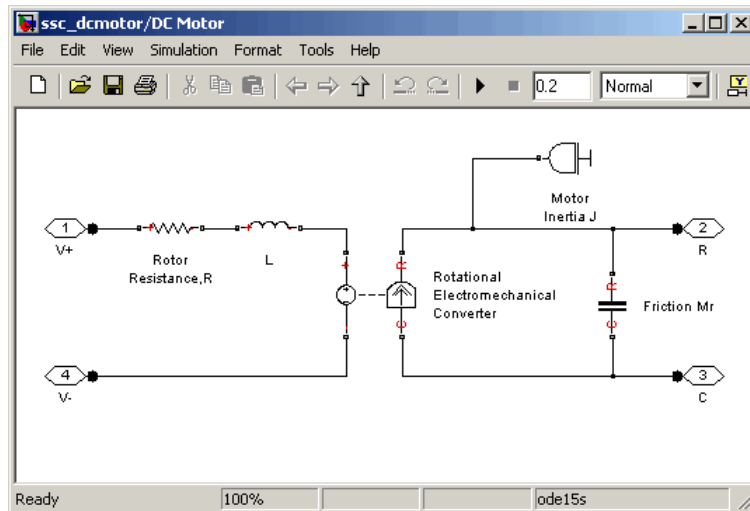 ssc_dcmotor/DC Motor
File Edit View Simulation Format Tools Help
0.2 Normal
Motor
Inertia J
1
V+
2
R
Rotor
Resistance,R
L
+
R
Rotational
Electromechanical
Converter
R
Friction Mr
-
C
C
4
V-
3
C
Ready 100% ode15s